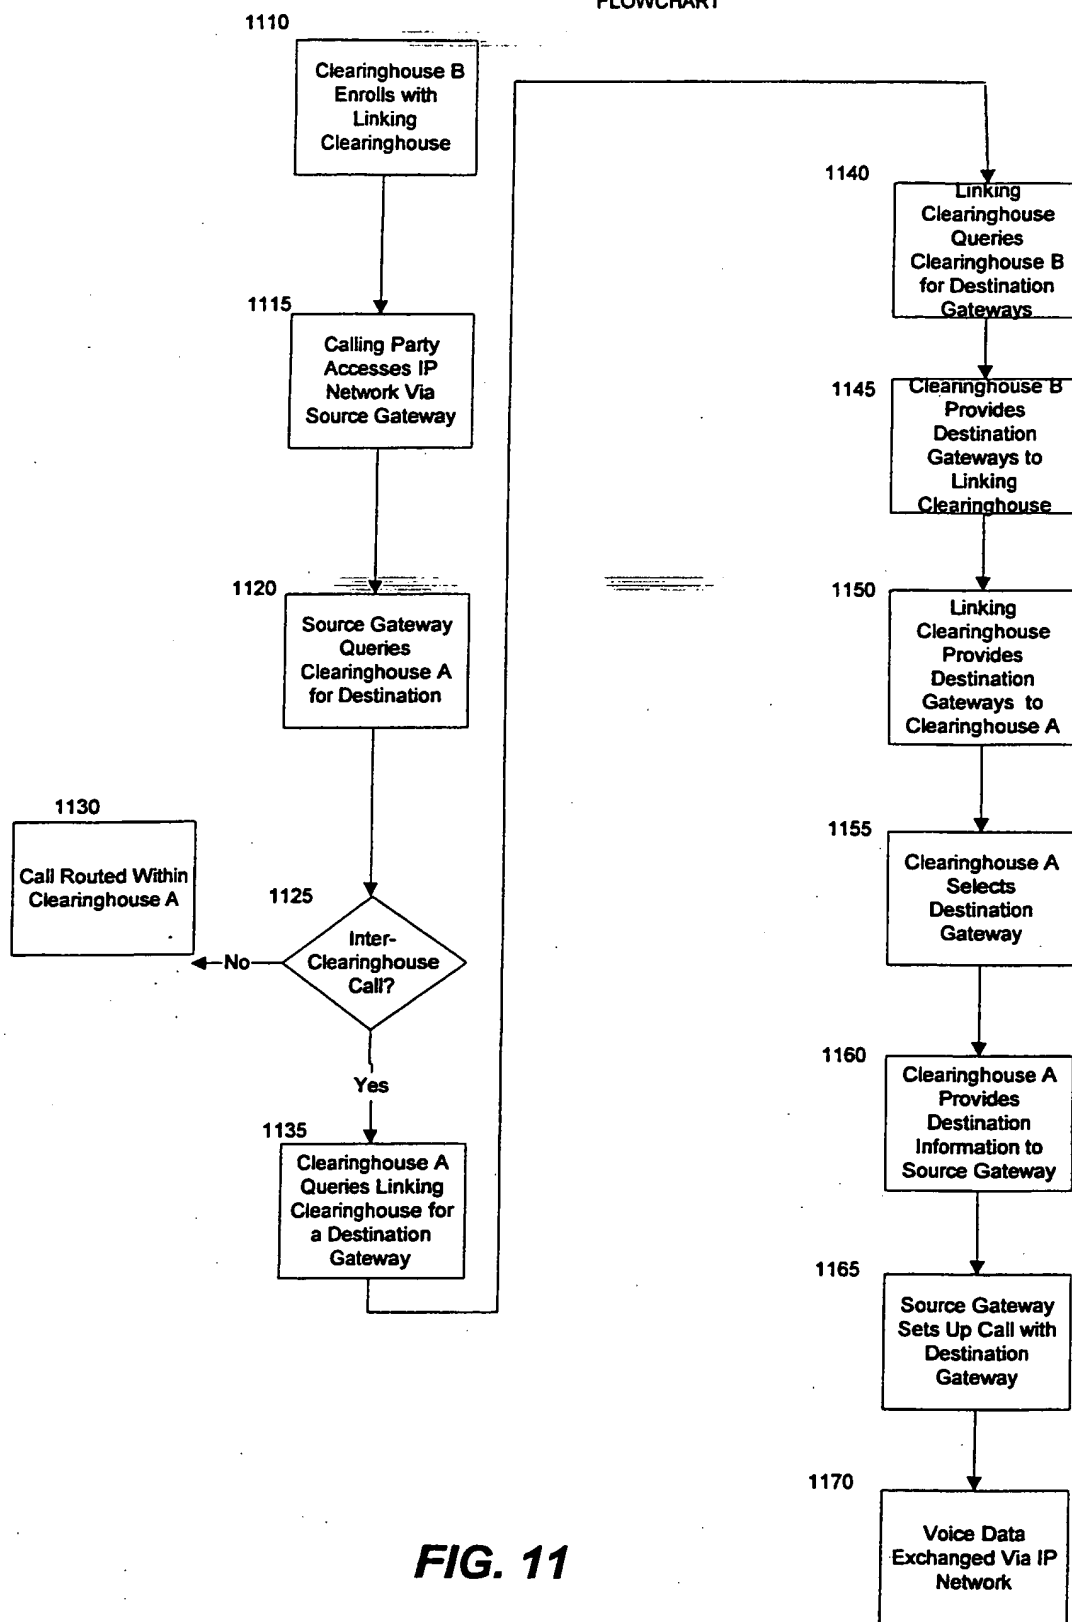 FLOWCHART
1110
Clearinghouse B
Enrolls with
Linking
Clearinghouse
1115
Calling Party
Accesses IP
Network Via
Source Gateway
1120
Source Gateway
Queries
Clearinghouse A
for Destination
1130
Call Routed Within
Clearinghouse A
1125
Inter-
Clearinghouse
Call?
No
Yes
1135
Clearinghouse A
Queries Linking
Clearinghouse for
a Destination
Gateway
1140
Linking
Clearinghouse
Queries
Clearinghouse B
for Destination
Gateways
1145
Clearinghouse B
Provides
Destination
Gateways to
Linking
Clearinghouse
1150
Linking
Clearinghouse
Provides
Destination
Gateways to
Clearinghouse A
1155
Clearinghouse A
Selects
Destination
Gateway
1160
Clearinghouse A
Provides
Destination
Information to
Source Gateway
1165
Source Gateway
Sets Up Call with
Destination
Gateway
1170
Voice Data
Exchanged Via IP
Network
FIG. 11